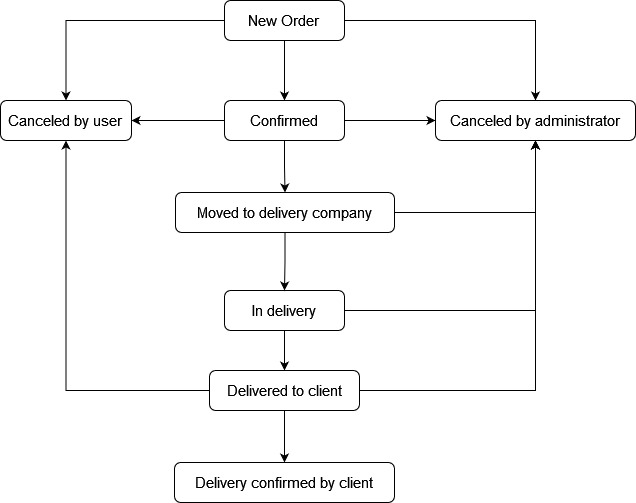 New Order
Canceled by user
Confirmed
Canceled by administrator
Moved to delivery company
In delivery
Delivered to client
Delivery confirmed by client